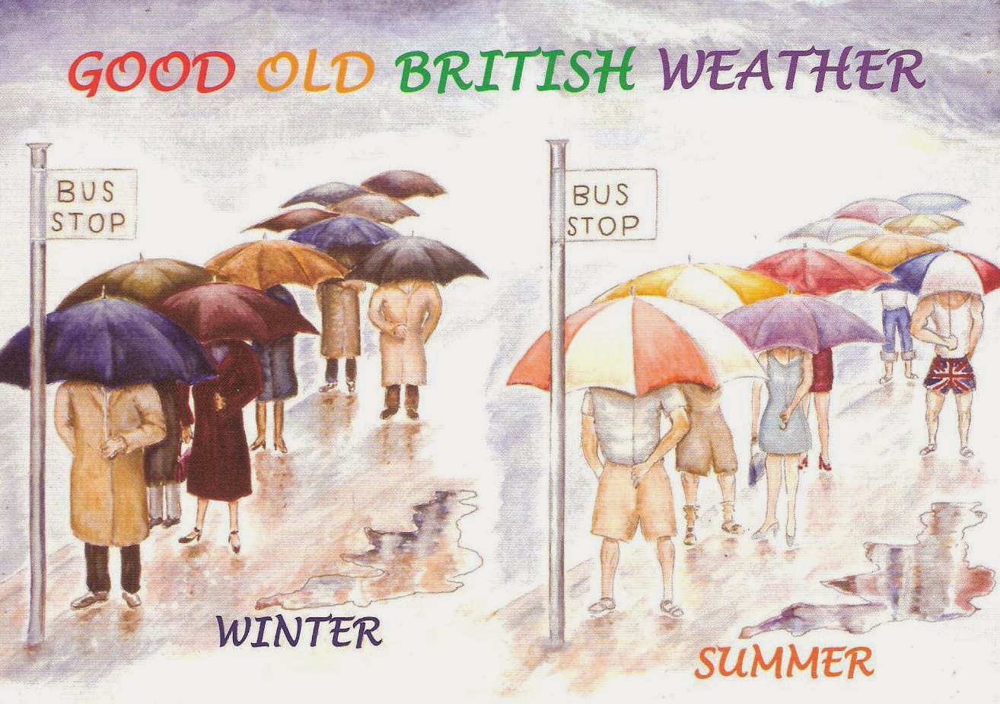 GOOD OLD BRITISH WEATHER
BUS
STOP
BUS
STOP
WINTER
SUMMER